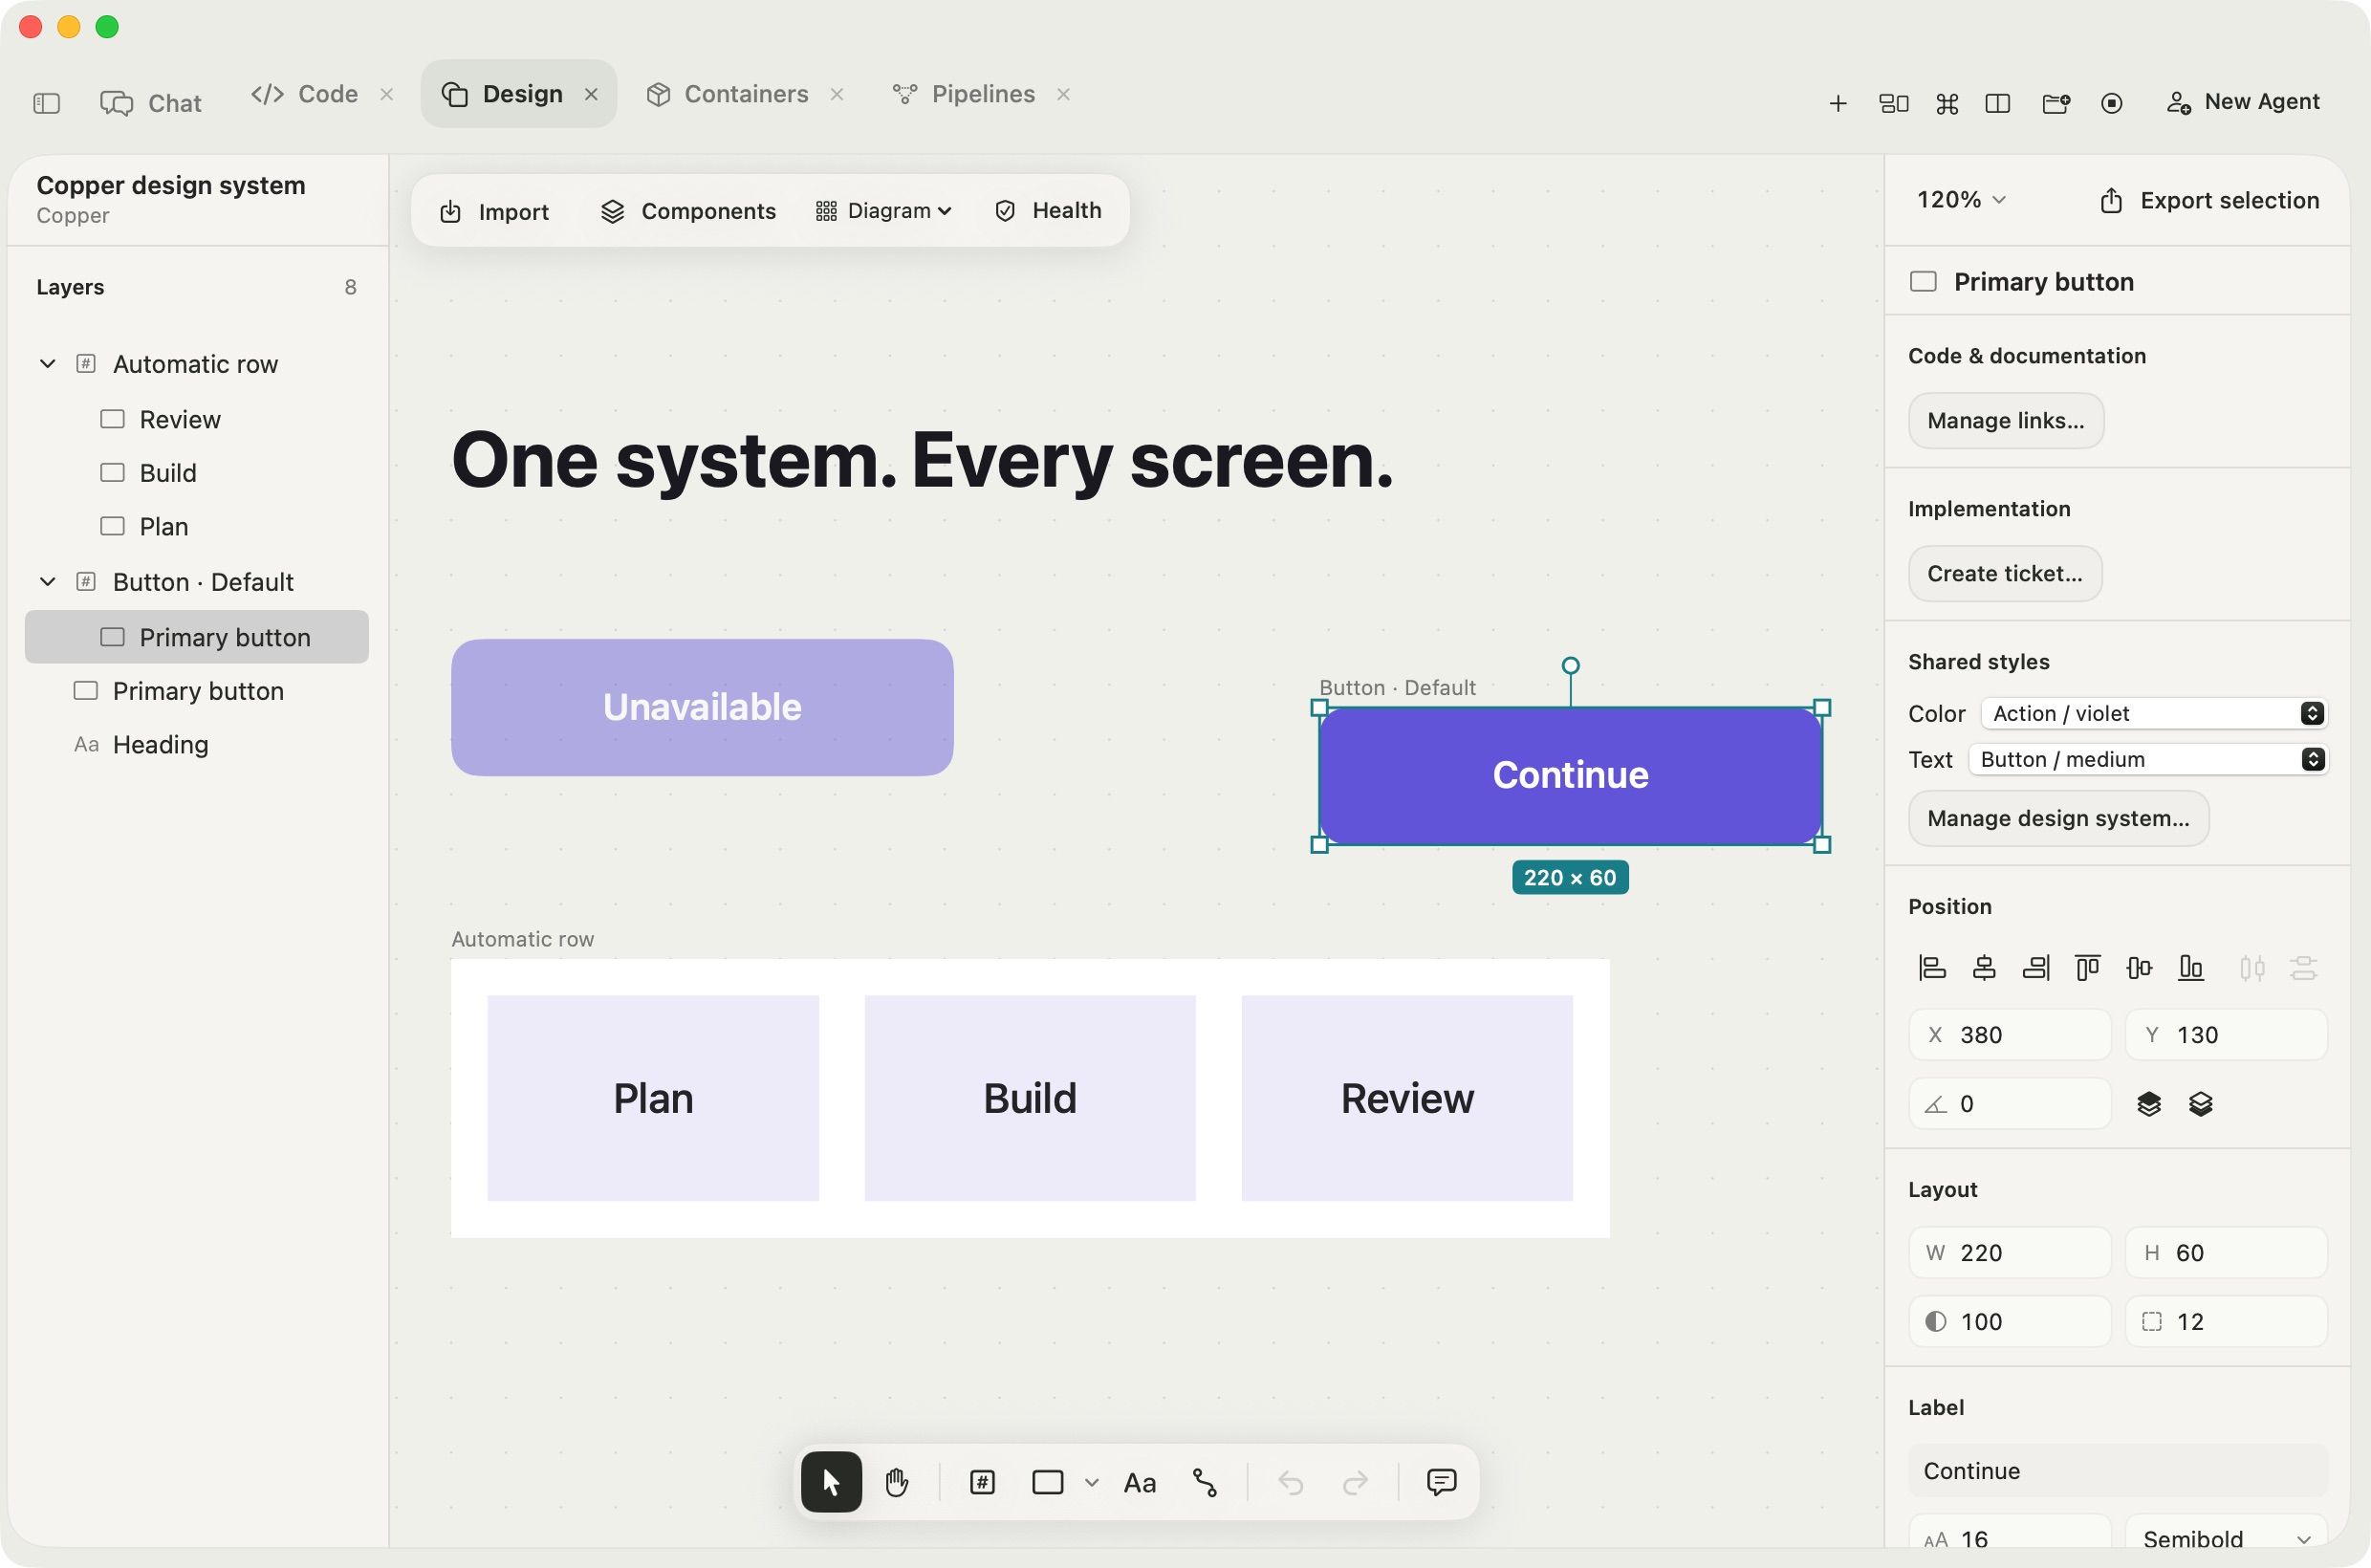 Chat
Code
Design
Containers
Pipelines
New Agent
Copper design system
Copper
Layers 8
Automatic row
Review
Build
Plan
Button · Default
Primary button
Primary button
Aa Heading
Import
Components
Diagram
Health
One system. Every screen.
Unavailable
Button · Default
Continue
220 × 60
Automatic row
Plan
Build
Review
Aa
120%
Export selection
Primary button
Code & documentation
Manage links...
Implementation
Create ticket...
Shared styles
Color Action / violet
Text Button / medium
Manage design system...
Position
X 380 Y 130
0
Layout
W 220 H 60
100 12
Label
Continue
AA 16 Semibold